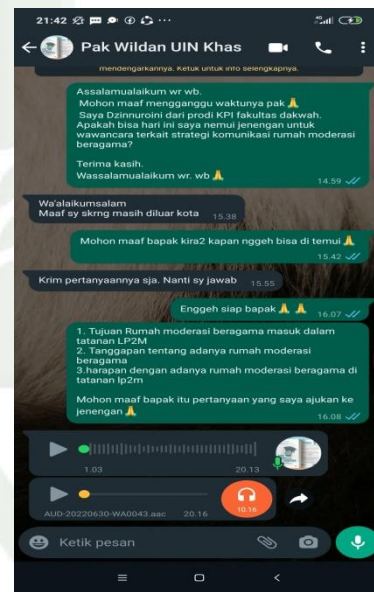 21:42
Pak Wildan UIN Khas
mendengarkannya. Ketuk untuk info selengkapnya.
Assalamualaikum wr wb.
Mohon maaf mengganggu waktunya pak 🙏
Saya Dzinnuroini dari prodi KPI fakultas dakwah.
Apakah bisa hari ini saya nemui jenengan untuk
wawancara terkait strategi komunikasi rumah moderasi
beragama?
Terima kasih.
Wassalamualaikum wr. wb 🙏
14.59
Wa'alaikumsalam
Maaf sy skrng masih diluar kota 15.38
Mohon maaf bapak kira2 kapan nggeh bisa di temui 🙏
15.42
Krim pertanyaannya sja. Nanti sy jawab 15.55
Enggeh siap bapak 🙏 🙏 16.07
1. Tujuan Rumah moderasi beragama masuk dalam
tatanan LP2M
2. Tanggapan tentang adanya rumah moderasi
beragama
3.harapan dengan adanya rumah moderasi beragama di
tatanan lp2m
Mohon maaf bapak itu pertanyaan yang saya ajukan ke
jenengan 🙏
16.08
1.03 20.13
AUD-20220630-WA0043.aac 20.16 10.16
Ketik pesan